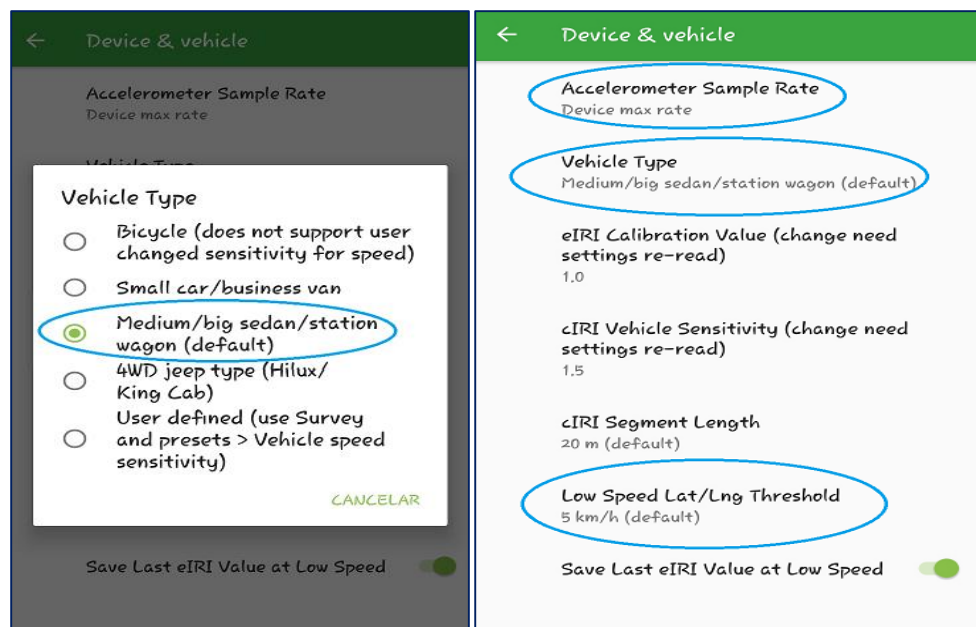 Device & vehicle
Accelerometer Sample Rate
Device max rate
Vehicle Type
Vehicle Type
Bicycle (does not support user
changed sensitivity for speed)
Small car/business van
Medium/big sedan/station
wagon (default)
4WD jeep type (Hilux/
King Cab)
User defined (use Survey
and presets > Vehicle speed
sensitivity)
CANCELAR
Save Last eIRI Value at Low Speed
Device & vehicle
Accelerometer Sample Rate
Device max rate
Vehicle Type
Medium/big sedan/station wagon (default)
eIRI Calibration Value (change need
settings re-read)
1.0
cIRI Vehicle Sensitivity (change need
settings re-read)
1.5
cIRI Segment Length
20 m (default)
Low Speed Lat/Lng Threshold
5 km/h (default)
Save Last eIRI Value at Low Speed